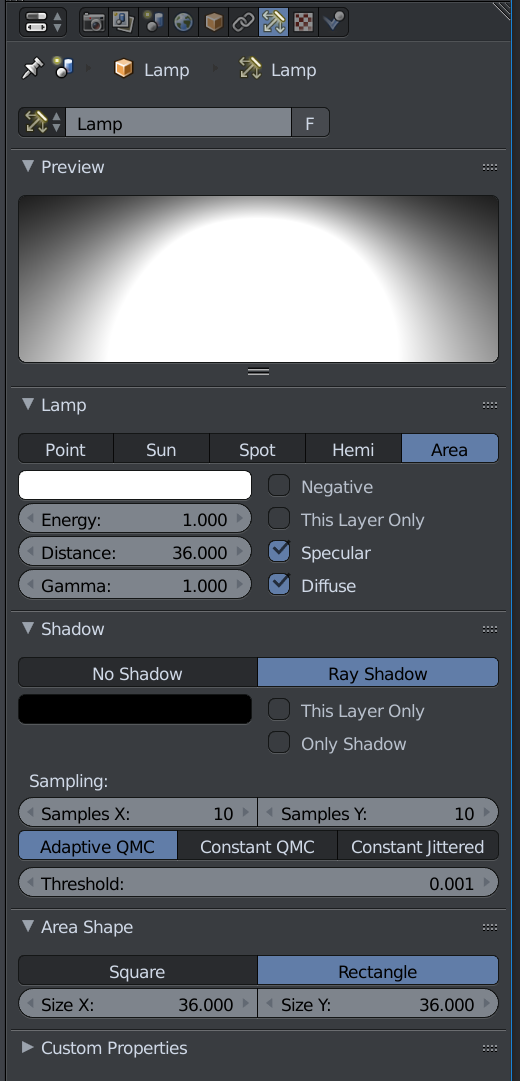 Lamp Lamp
Lamp F
Preview
Lamp
Point Sun Spot Hemi Area
Negative
Energy: 1.000 This Layer Only
Distance: 36.000 Specular
Gamma: 1.000 Diffuse
Shadow
No Shadow Ray Shadow
This Layer Only
Only Shadow
Sampling:
Samples X: 10 Samples Y: 10
Adaptive QMC Constant QMC Constant Jittered
Threshold: 0.001
Area Shape
Square Rectangle
Size X: 36.000 Size Y: 36.000
Custom Properties